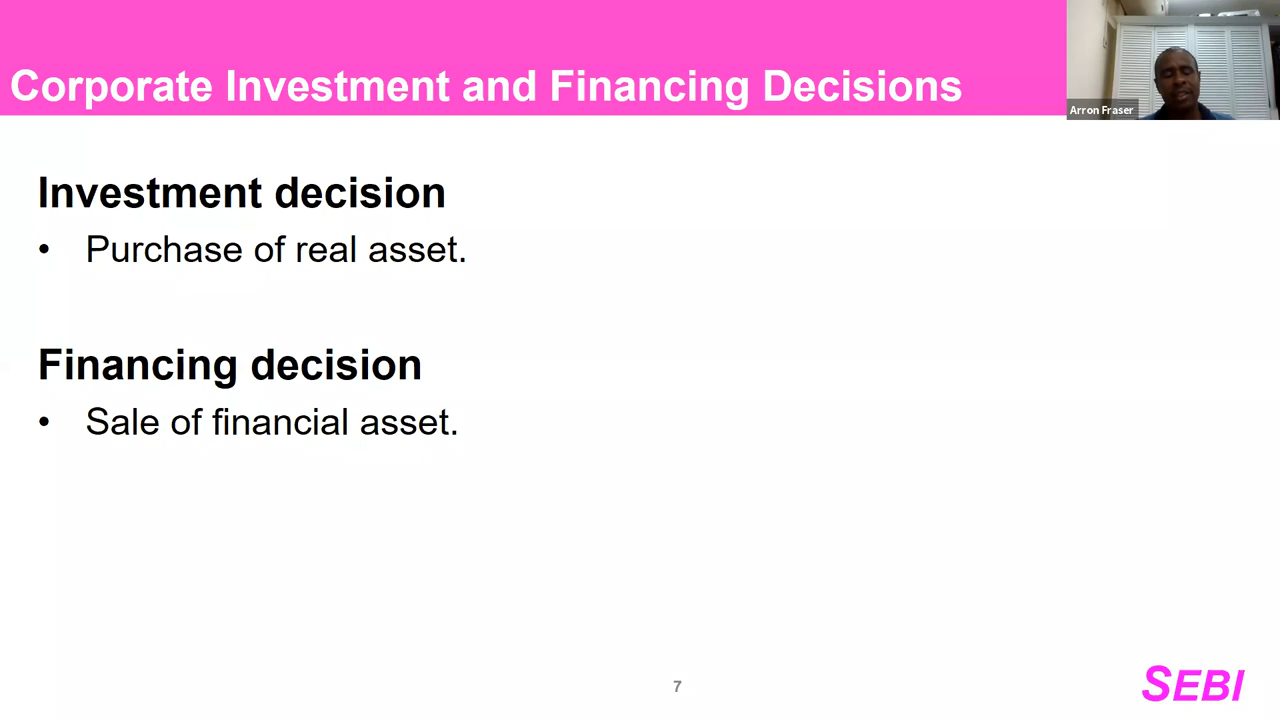 Corporate Investment and Financing Decisions
Arron Fraser
Investment decision
• Purchase of real asset.
Financing decision
• Sale of financial asset.
7
SEBI